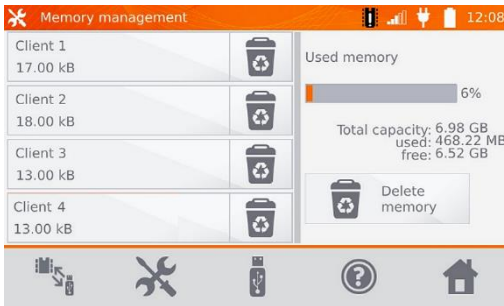 Memory management
12:08
Client 1
17.00 kB
Client 2
18.00 kB
Client 3
13.00 kB
Client 4
13.00 kB
Used memory
6%
Total capacity: 6.98 GB
used: 468.22 MB
free: 6.52 GB
Delete
memory